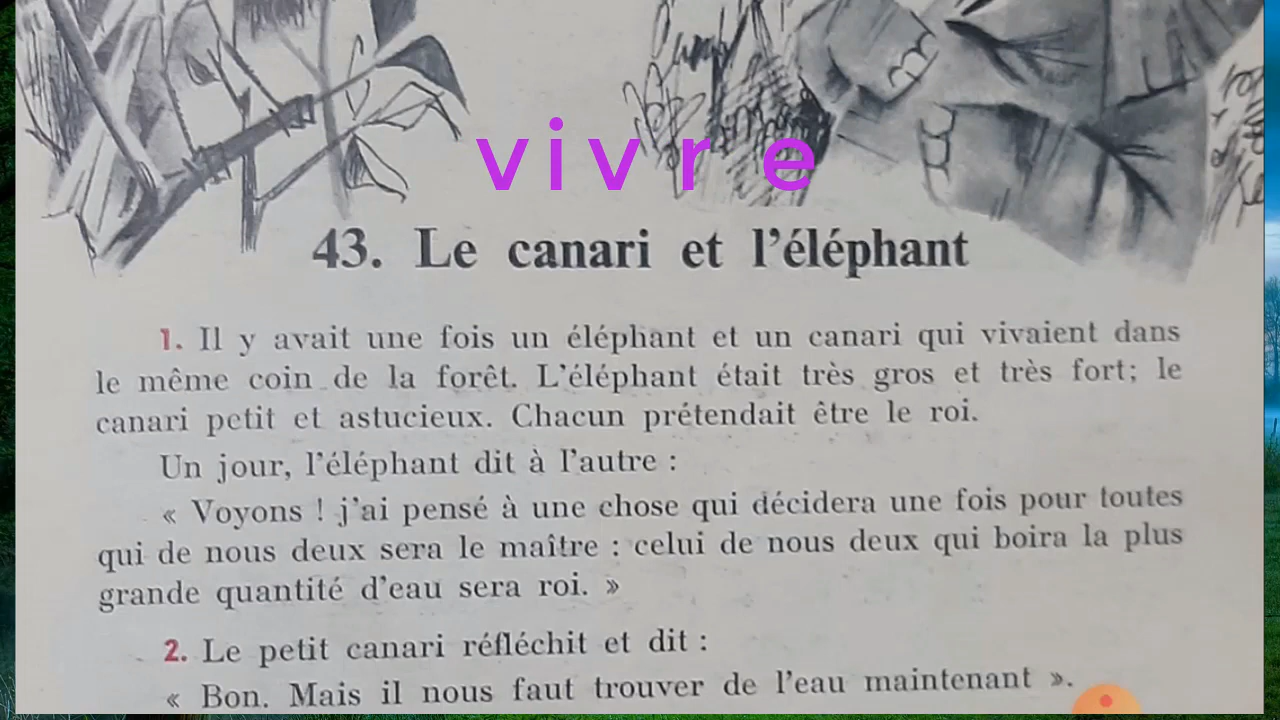 v i v r e
43. Le canari et l'éléphant
1. Il y avait une fois un éléphant et un canari qui vivaient dans
le même coin de la forêt. L'éléphant était très gros et très fort; le
canari petit et astucieux. Chacun prétendait être le roi.
Un jour, l'éléphant dit à l'autre :
« Voyons ! j'ai pensé à une chose qui décidera une fois pour toutes
qui de nous deux sera le maître : celui de nous deux qui boira la plus
grande quantité d'eau sera roi. »
2. Le petit canari réfléchit et dit :
« Bon. Mais il nous faut trouver de l'eau maintenant ».